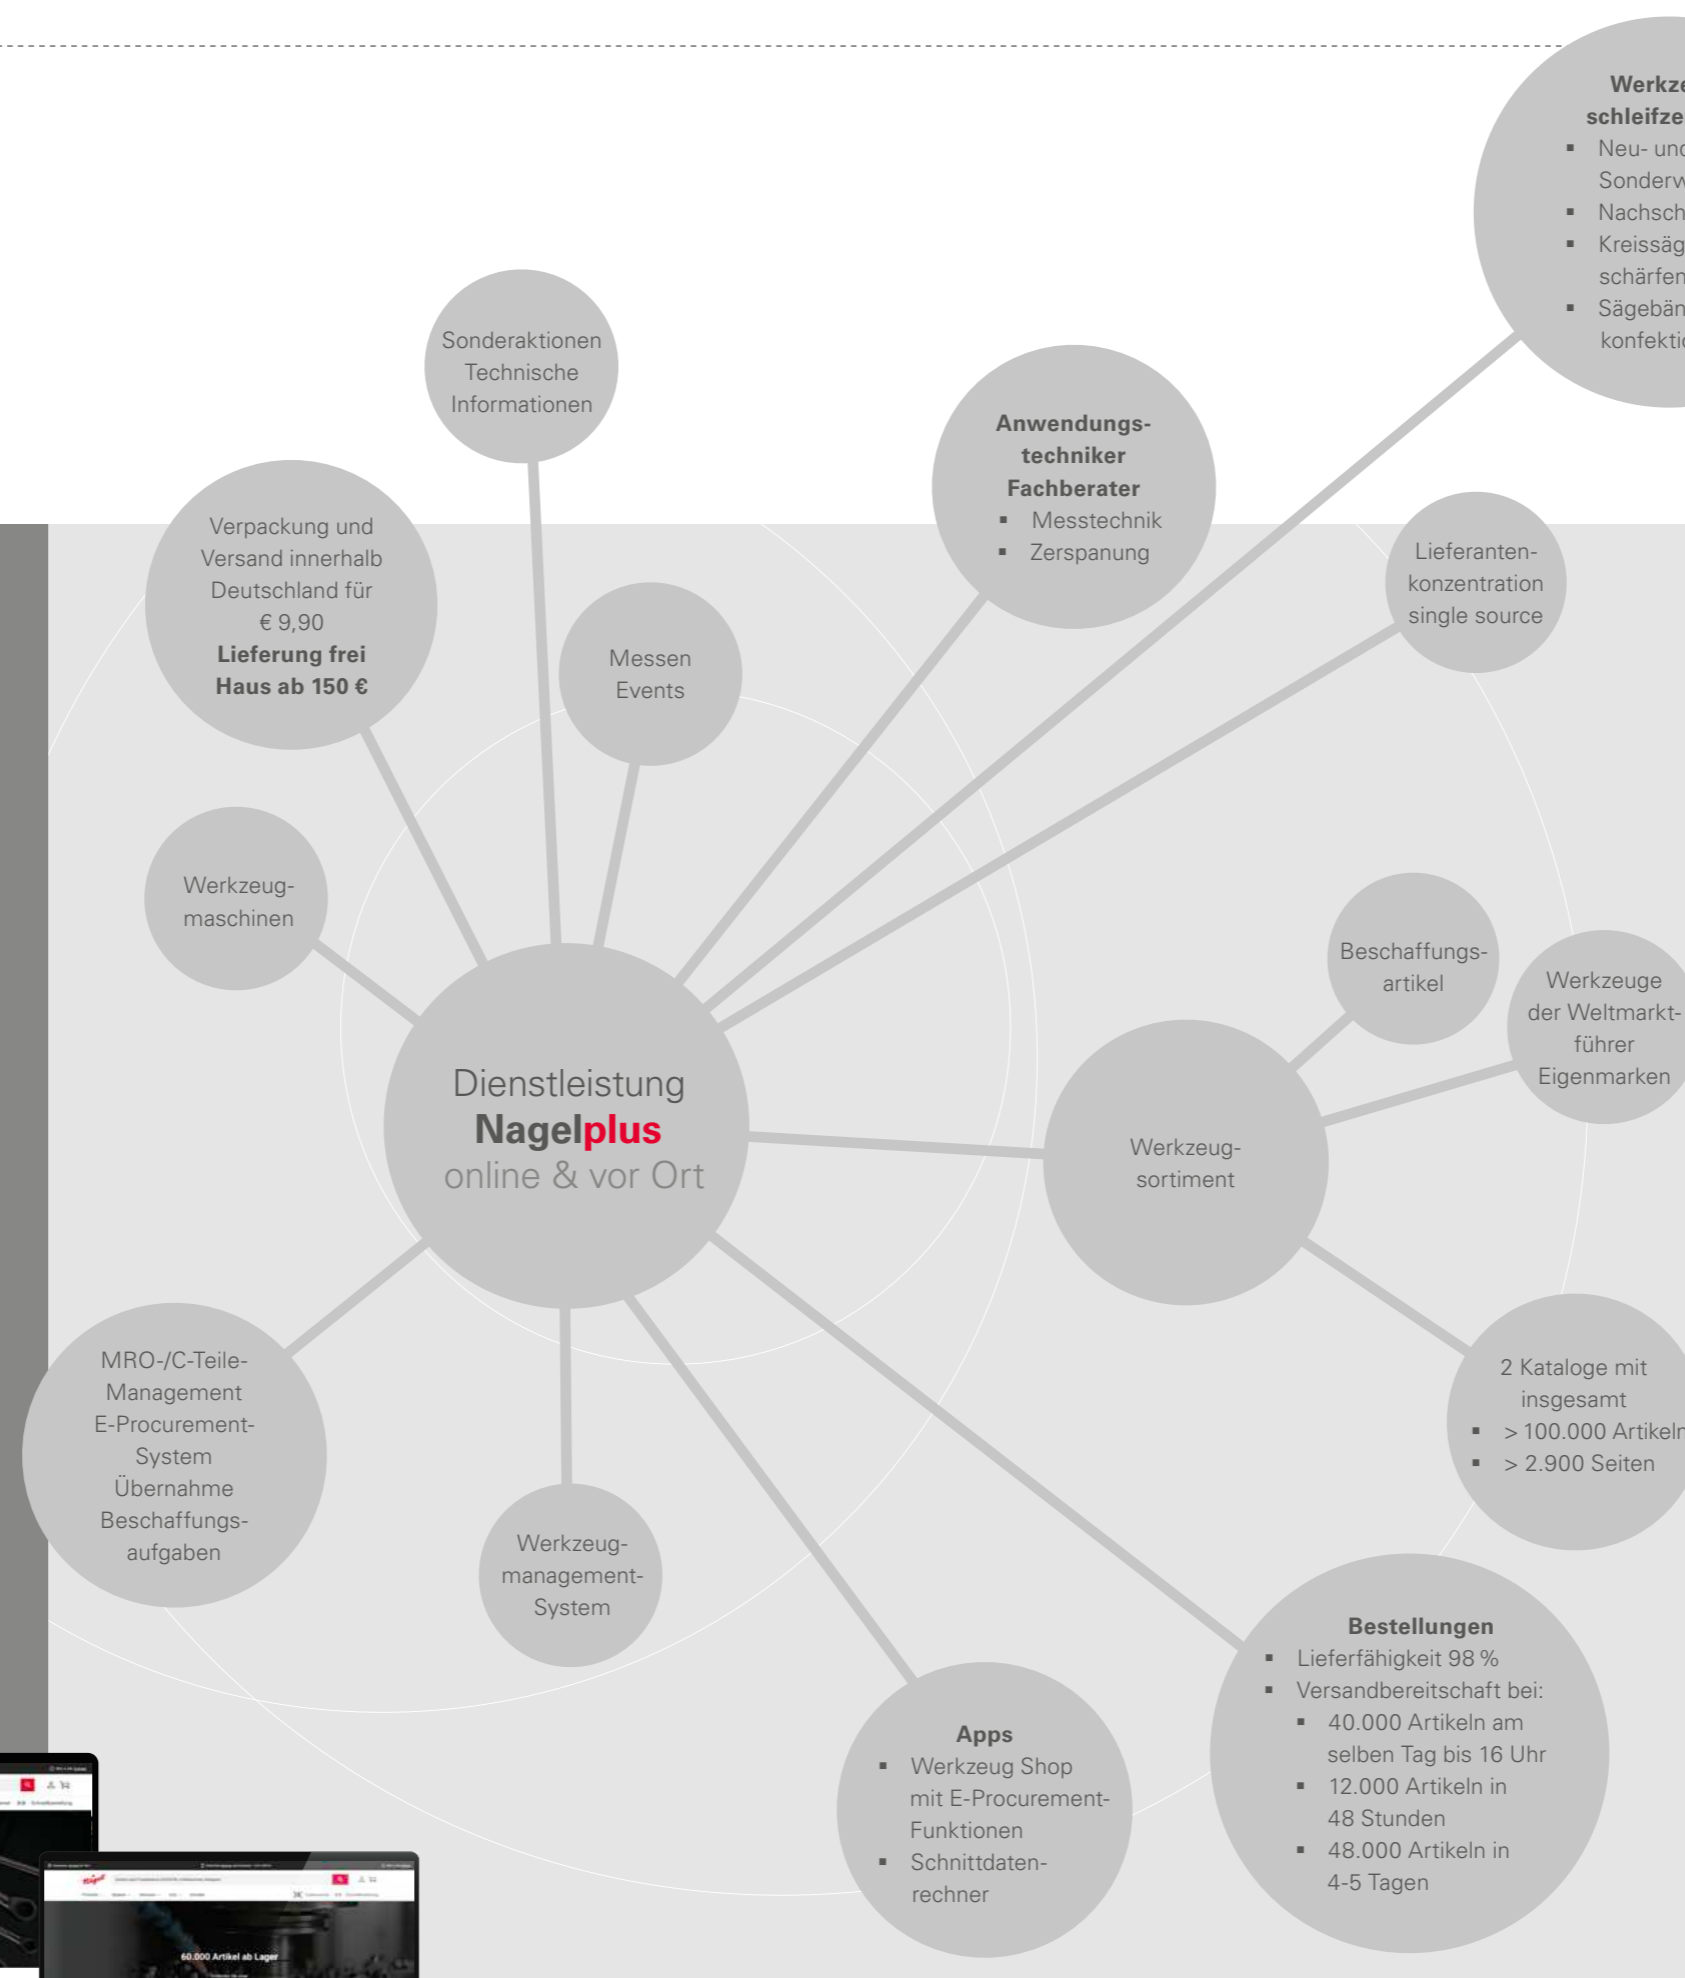 Sonderaktionen
Technische
Informationen
Verpackung und
Versand innerhalb
Deutschland für
€ 9,90
Lieferung frei
Haus ab 150 €
Messen
Events
Anwendungs-
techniker
Fachberater
▪ Messtechnik
▪ Zerspanung
▪ Neu- und
▪
▪
schärfen
▪
Lieferanten-
konzentration
single source
Werkzeug-
maschinen
Dienstleistung
Nagelplus
online & vor Ort
Werkzeug-
sortiment
Beschaffungs-
artikel
Werkzeuge
der Weltmarkt-
führer
Eigenmarken
2 Kataloge mit
insgesamt
▪ > 100.000 Artikeln
▪ > 2.900 Seiten
MRO-/C-Teile-
Management
E-Procurement-
System
Übernahme
Beschaffungs-
aufgaben
Werkzeug-
management-
System
Apps
▪ Werkzeug Shop
mit E-Procurement-
Funktionen
▪ Schnittdaten-
rechner
Bestellungen
▪ Lieferfähigkeit 98 %
▪ Versandbereitschaft bei:
▪ 40.000 Artikeln am
selben Tag bis 16 Uhr
▪ 12.000 Artikeln in
48 Stunden
▪ 48.000 Artikeln in
4-5 Tagen
Nagel
60.000 Artikel ab Lager